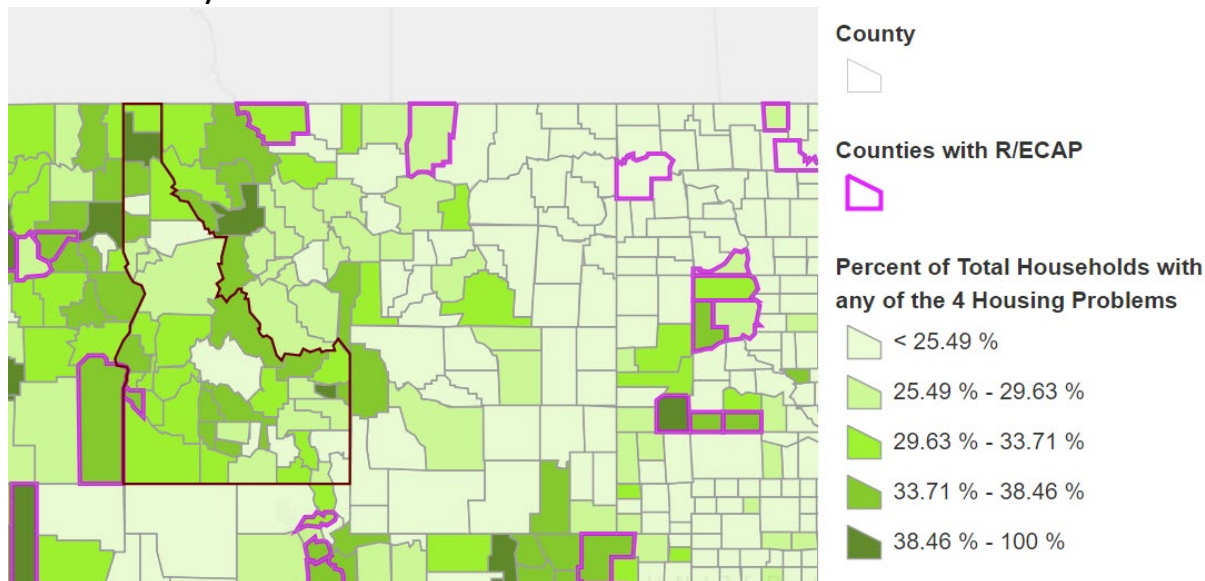 County
Counties with R/ECAP
Percent of Total Households with
any of the 4 Housing Problems
< 25.49 %
25.49 % - 29.63 %
29.63 % - 33.71 %
33.71 % - 38.46 %
38.46 % - 100 %